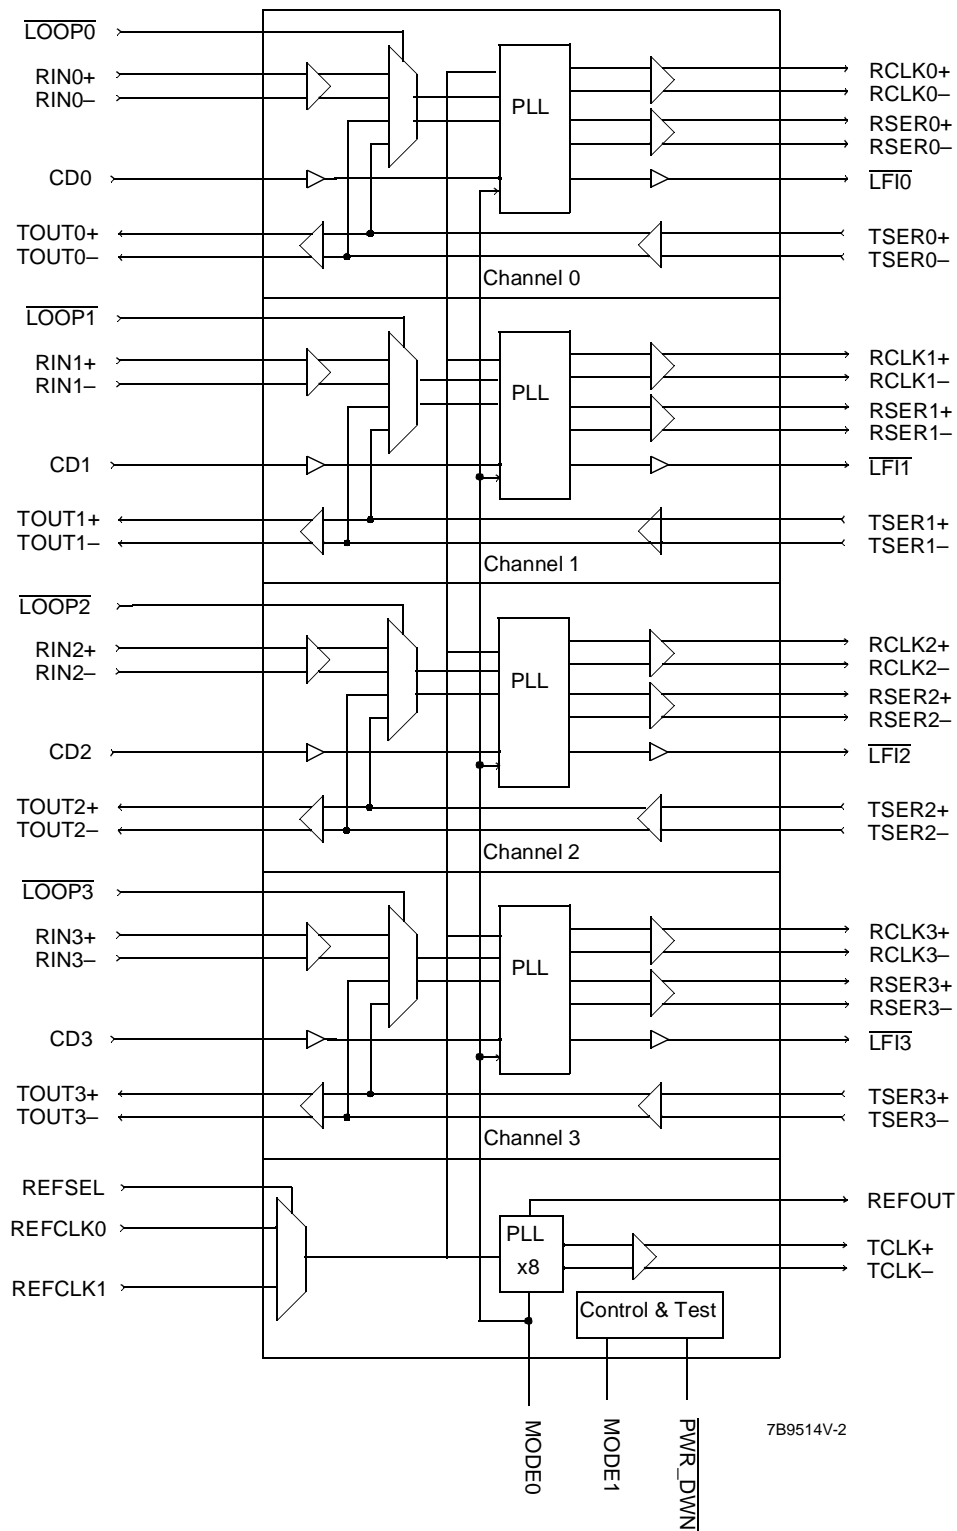 LOOP0
RIN0+
RIN0–
CD0
TOUT0+
TOUT0–
PLL
RCLK0+
RCLK0–
RSER0+
RSER0–
LFI0
TSER0+
TSER0–
Channel 0
LOOP1
RIN1+
RIN1–
CD1
TOUT1+
TOUT1–
PLL
RCLK1+
RCLK1–
RSER1+
RSER1–
LFI1
TSER1+
TSER1–
Channel 1
LOOP2
RIN2+
RIN2–
CD2
TOUT2+
TOUT2–
PLL
RCLK2+
RCLK2–
RSER2+
RSER2–
LFI2
TSER2+
TSER2–
Channel 2
LOOP3
RIN3+
RIN3–
CD3
TOUT3+
TOUT3–
PLL
RCLK3+
RCLK3–
RSER3+
RSER3–
LFI3
TSER3+
TSER3–
Channel 3
REFSEL
REFCLK0
REFCLK1
PLL
x8
REFOUT
TCLK+
TCLK–
Control & Test
MODE0
MODE1
PWR_DWN
7B9514V-2